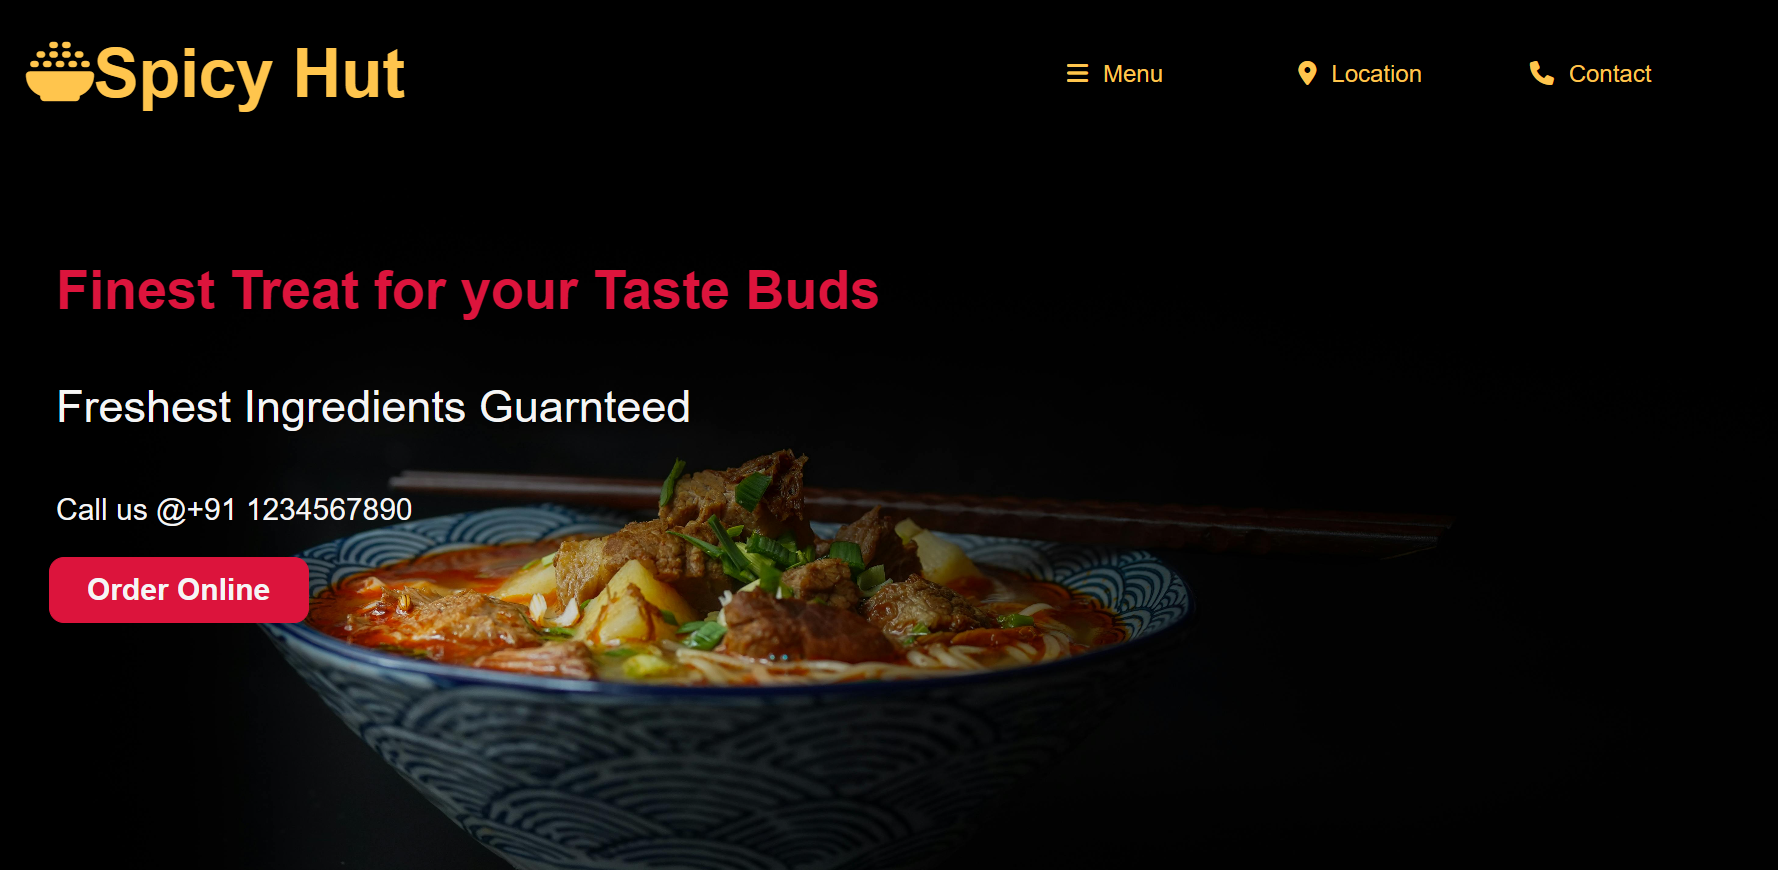 Spicy Hut
Menu
Location
Contact
Finest Treat for your Taste Buds
Freshest Ingredients Guarnteed
Call us @+91 1234567890
Order Online